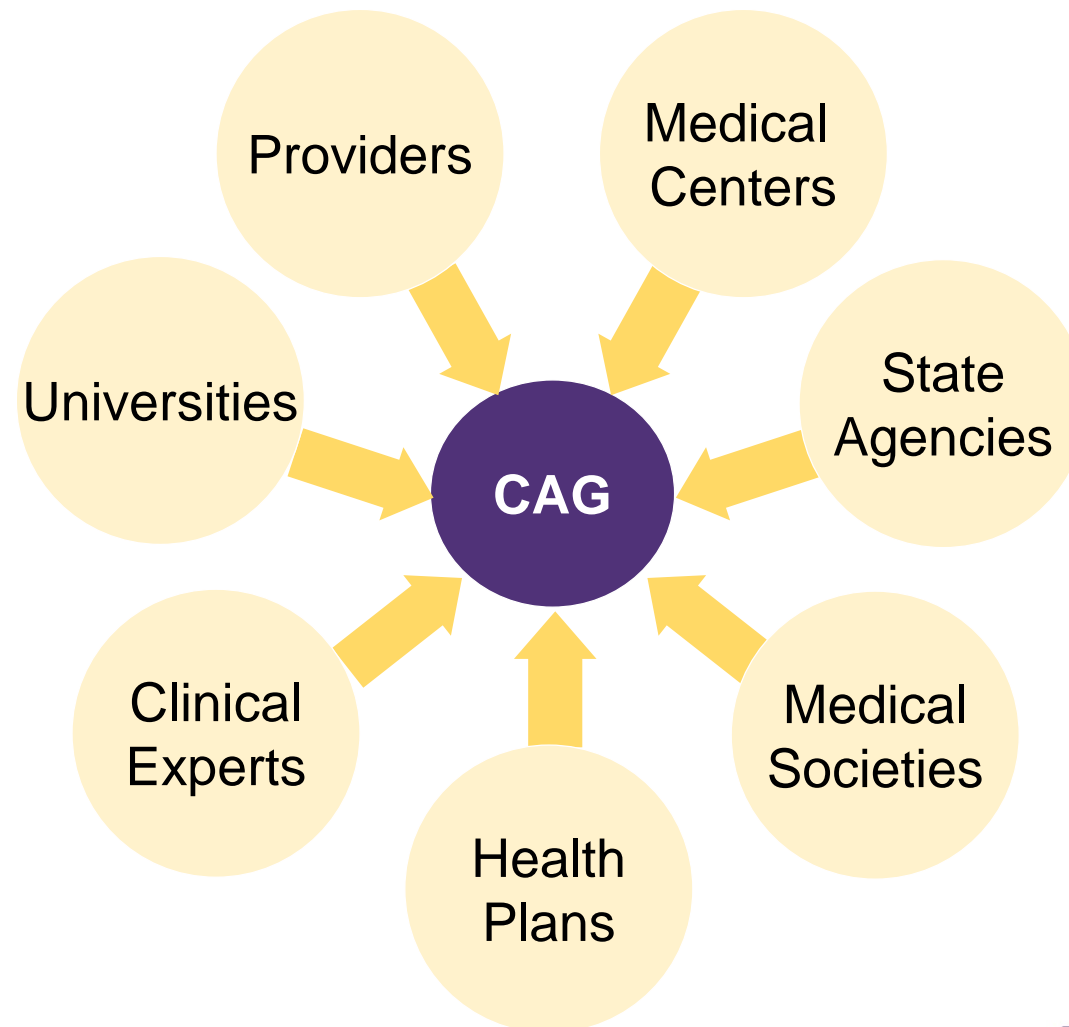 Providers
Medical
Centers
Universities
State
Agencies
CAG
Clinical
Experts
Medical
Societies
Health
Plans